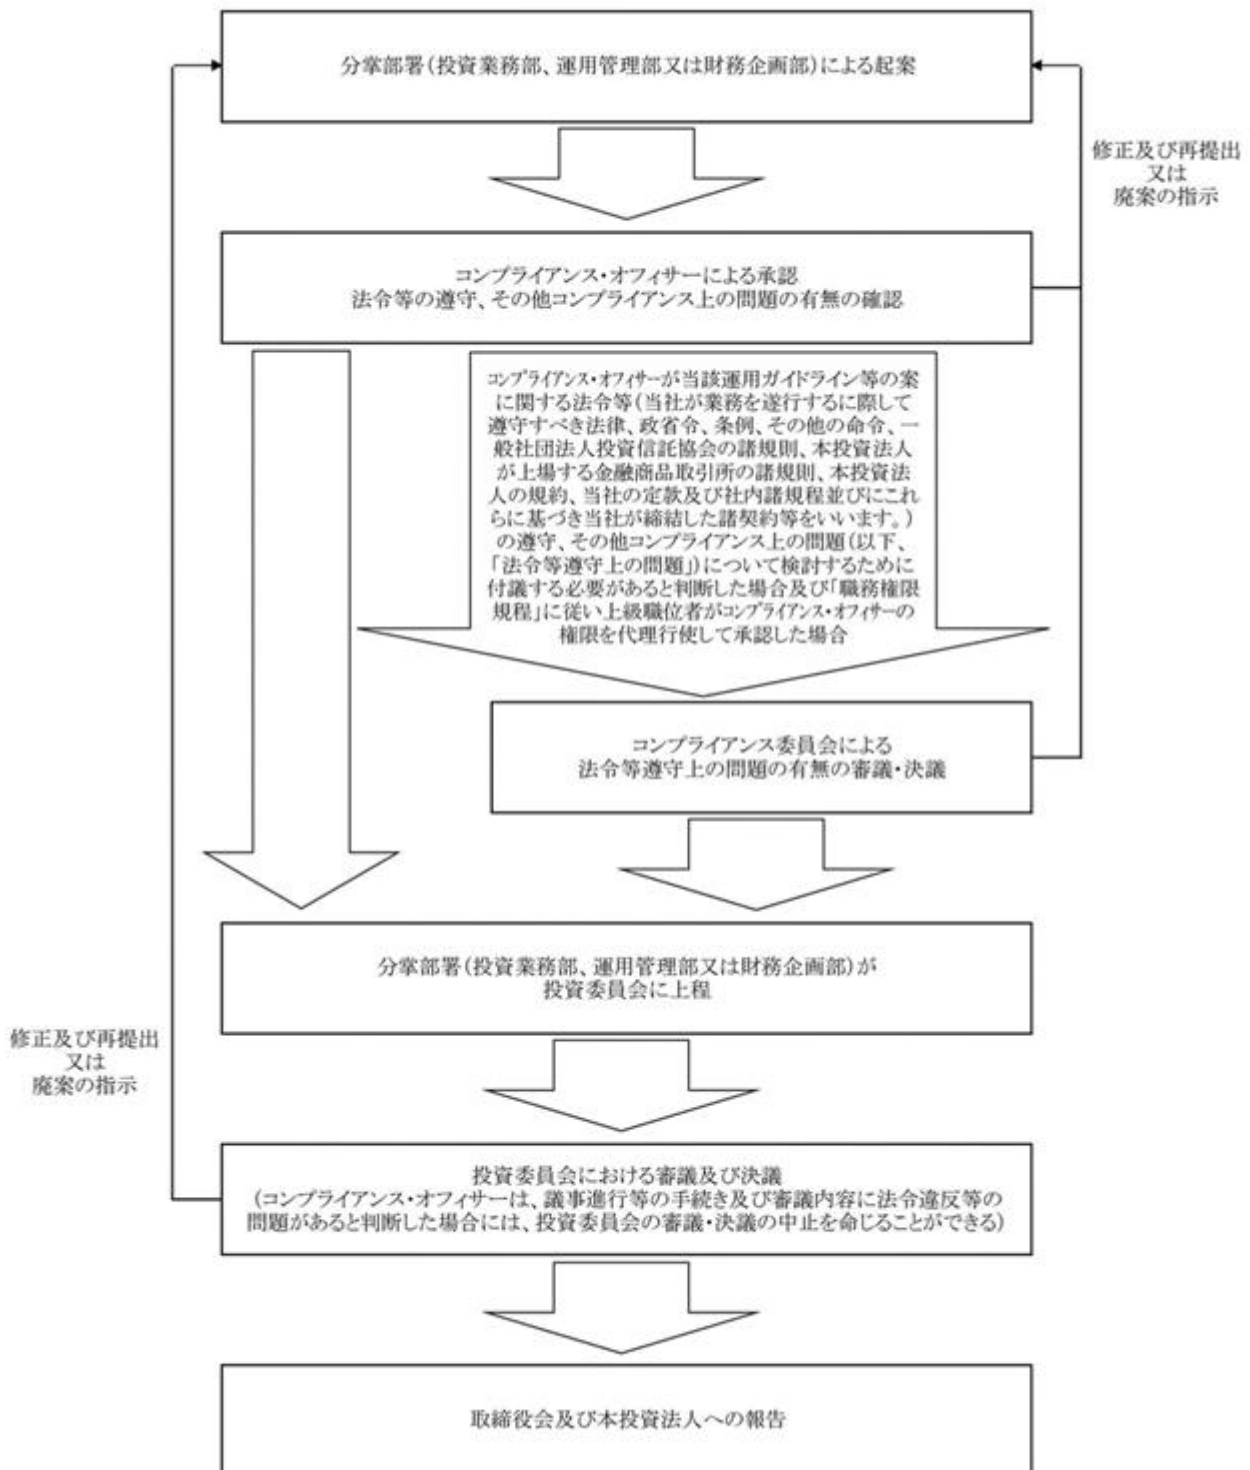 分掌部署(投資業務部、運用管理部又は財務企画部)による起案
修正及び再提出
又は
廃案の指示
コンプライアンス・オフィサーによる承認
法令等の遵守、その他コンプライアンス上の問題の有無の確認
コンプライアンス・オフィサーが当該運用ガイドライン等の案
に関する法令等(当社が業務を遂行するに際して
遵守すべき法律、政省令、条例、その他の命令、一
般社団法人投資信託協会の諸規則、本投資法人
が上場する金融商品取引所の諸規則、本投資法
人の規約、当社の定款及び社内諸規程並びにこれ
らに基づき当社が締結した諸契約等をいいます。)
の遵守、その他コンプライアンス上の問題(以下、
「法令等遵守上の問題」)について検討するために
付議する必要があると判断した場合及び「職務権限
規程」に従い上級職位者がコンプライアンス・オフィサーの
権限を代理行使して承認した場合
コンプライアンス委員会による
法令等遵守上の問題の有無の審議・決議
分掌部署(投資業務部、運用管理部又は財務企画部)が
投資委員会に上程
修正及び再提出
又は
廃案の指示
投資委員会における審議及び決議
(コンプライアンス・オフィサーは、議事進行等の手続き及び審議内容に法令違反等の
問題があると判断した場合には、投資委員会の審議・決議の中止を命じることができる)
取締役会及び本投資法人への報告